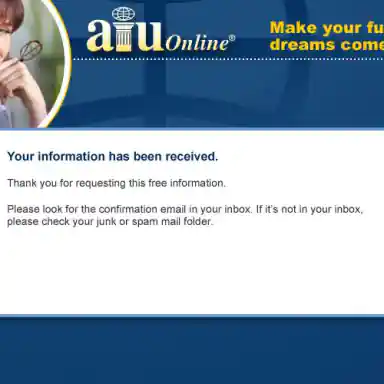 aiu Online®
Make your fu
dreams come
Your information has been received.
Thank you for requesting this free information.
Please look for the confirmation email in your inbox. If it's not in your inbox,
please check your junk or spam mail folder.